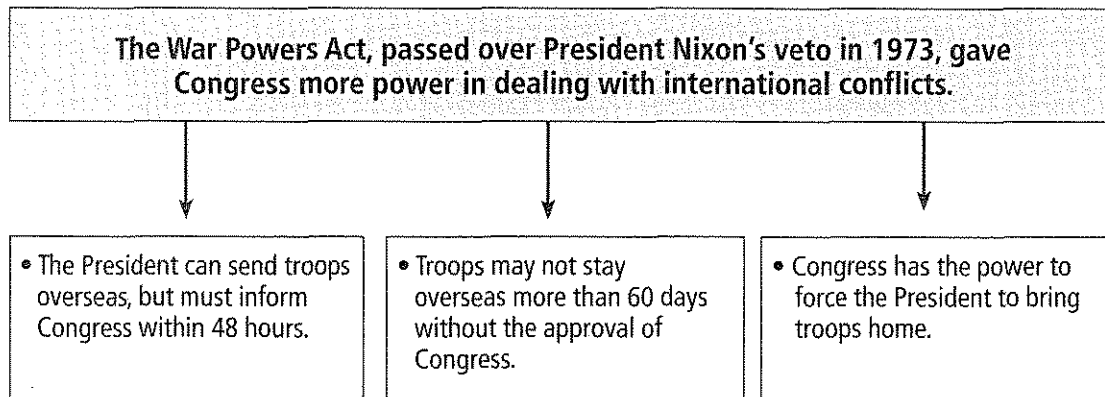 The War Powers Act, passed over President Nixon's veto in 1973, gave
Congress more power in dealing with international conflicts.
• The President can send troops
overseas, but must inform
Congress within 48 hours.
• Troops may not stay
overseas more than 60 days
without the approval of
Congress.
• Congress has the power to
force the President to bring
troops home.